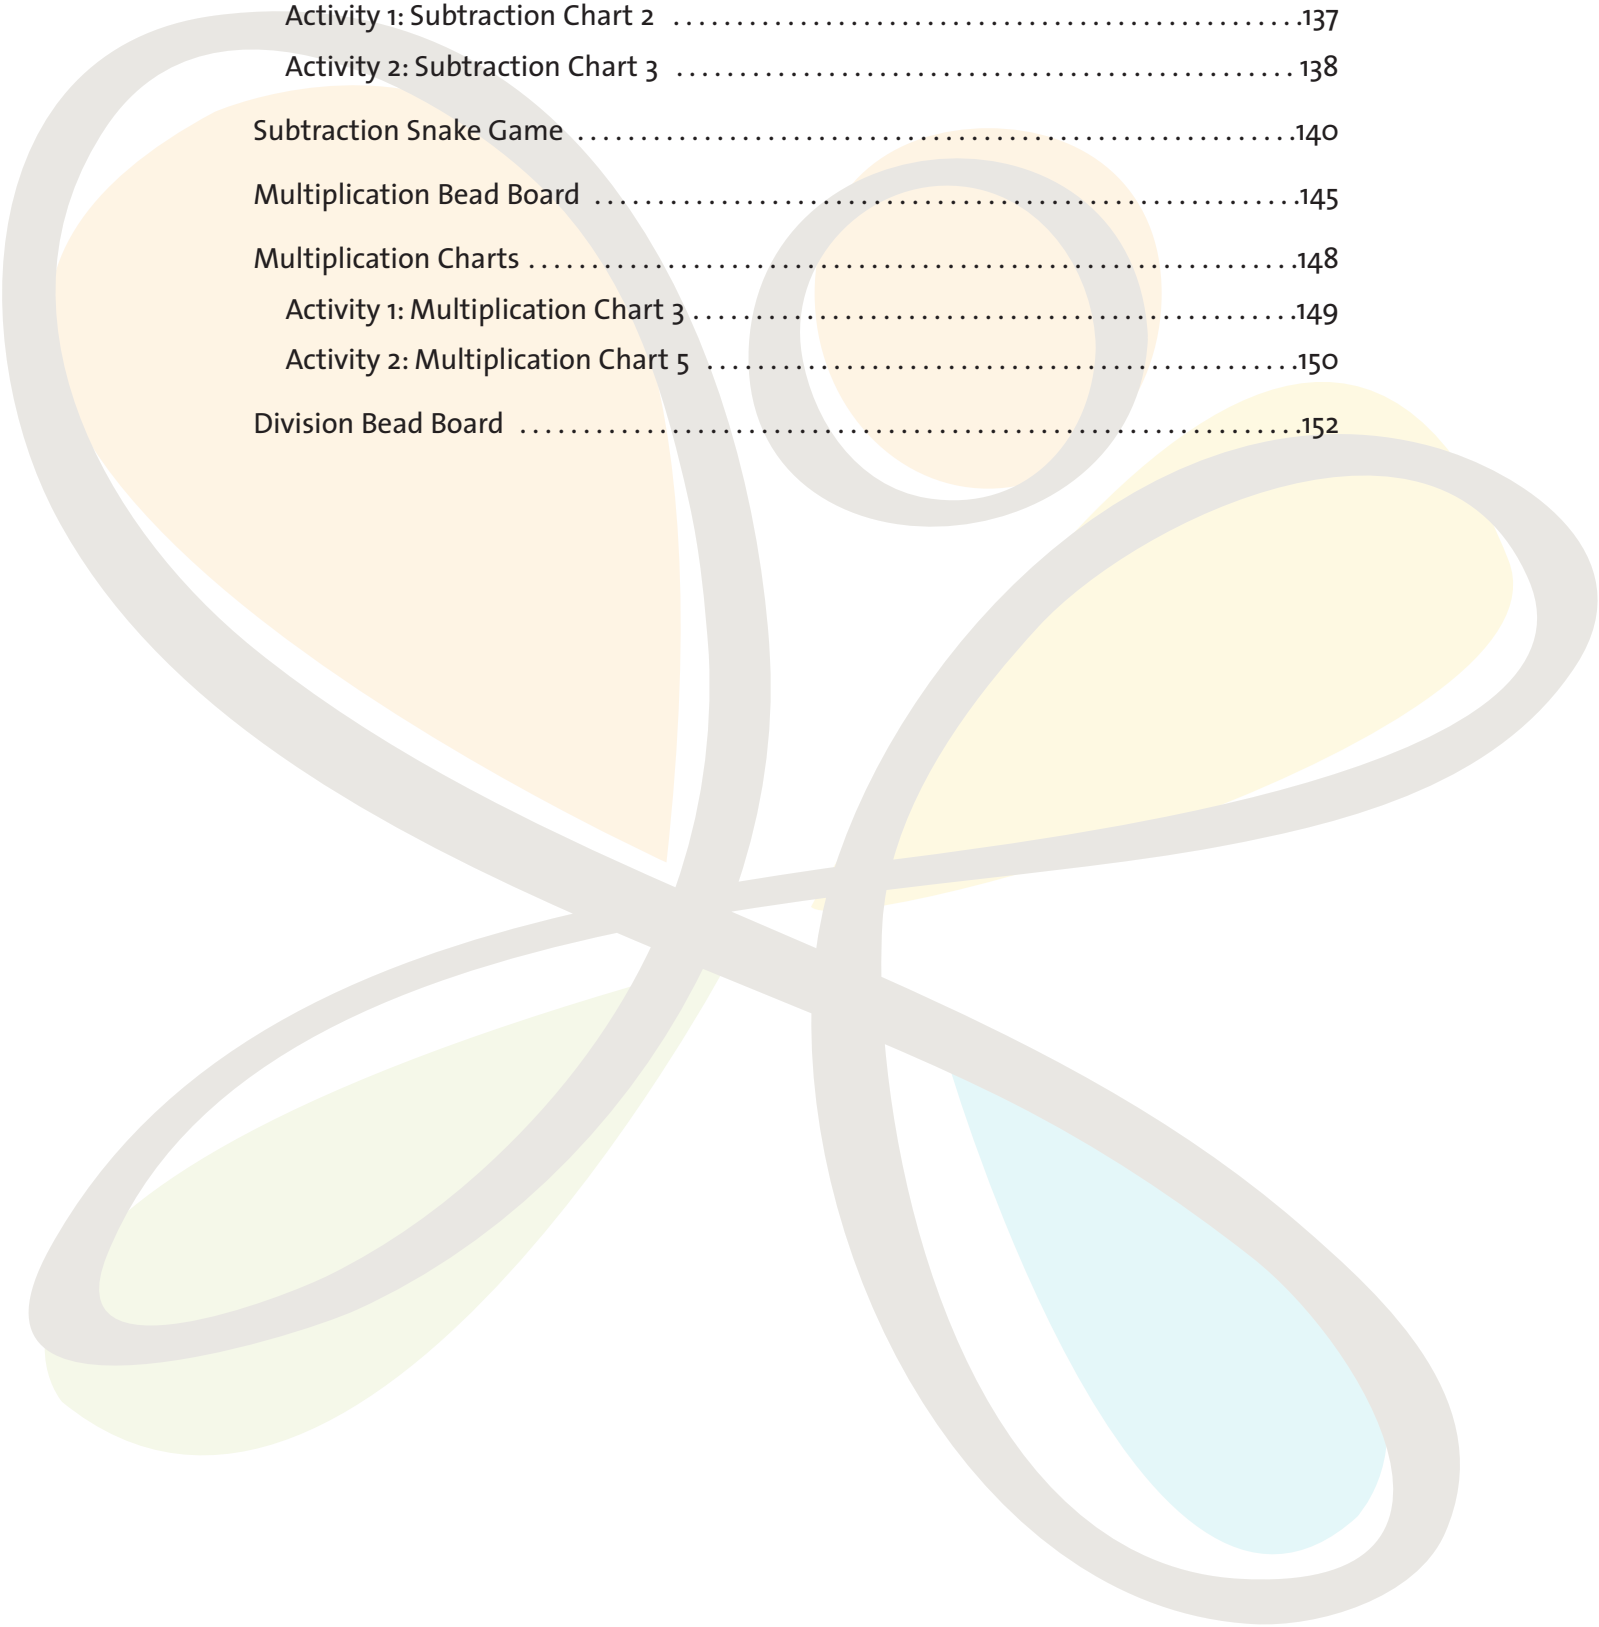 Activity 1: Subtraction Chart 2 ..................................................137
Activity 2: Subtraction Chart 3 ................................................. 138
Subtraction Snake Game .........................................................140
Multiplication Bead Board ........................................................145
Multiplication Charts .............................................................148
Activity 1: Multiplication Chart 3 ................................................149
Activity 2: Multiplication Chart 5 ...............................................150
Division Bead Board ..............................................................152